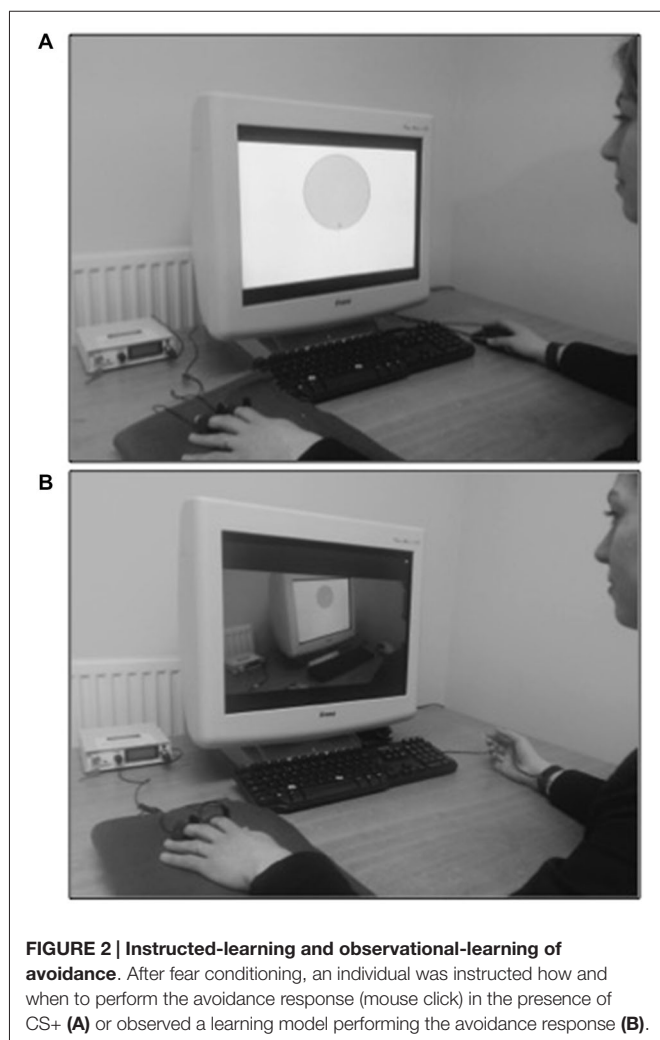 A
B
FIGURE 2 | Instructed-learning and observational-learning of
avoidance. After fear conditioning, an individual was instructed how and
when to perform the avoidance response (mouse click) in the presence of
CS+ (A) or observed a learning model performing the avoidance response (B).